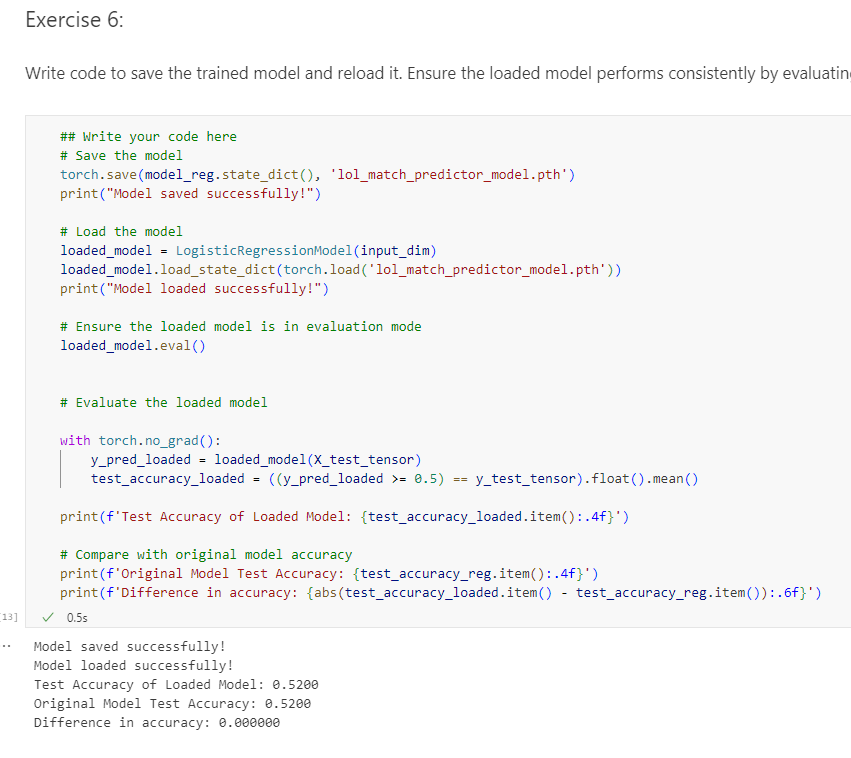 Exercise 6:
Write code to save the trained model and reload it. Ensure the loaded model performs consistently by
## Write your code here
# Save the model
torch.save(model_reg.state_dict(), 'lol_match_predictor_model.pth')
print("Model saved successfully!")
# Load the model
loaded_model = LogisticRegressionModel(input_dim)
loaded_model.load_state_dict(torch.load('lol_match_predictor_model.pth'))
print("Model loaded successfully!")
# Ensure the loaded model is in evaluation mode
loaded_model.eval()
# Evaluate the loaded model
with torch.no_grad():
y_pred_loaded = loaded_model(X_test_tensor)
test_accuracy_loaded = ((y_pred_loaded >= 0.5) == y_test_tensor).float().mean()
print(f'Test Accuracy of Loaded Model: {test_accuracy_loaded.item():.4f}')
# Compare with original model accuracy
print(f'Original Model Test Accuracy: {test_accuracy_reg.item():.4f}')
print(f'Difference in accuracy: {abs(test_accuracy_loaded.item() - test_accuracy_reg.item()):.6f}')
13] ✓ 0.5s
Model saved successfully!
Model loaded successfully!
Test Accuracy of Loaded Model: 0.5200
Original Model Test Accuracy: 0.5200
Difference in accuracy: 0.000000